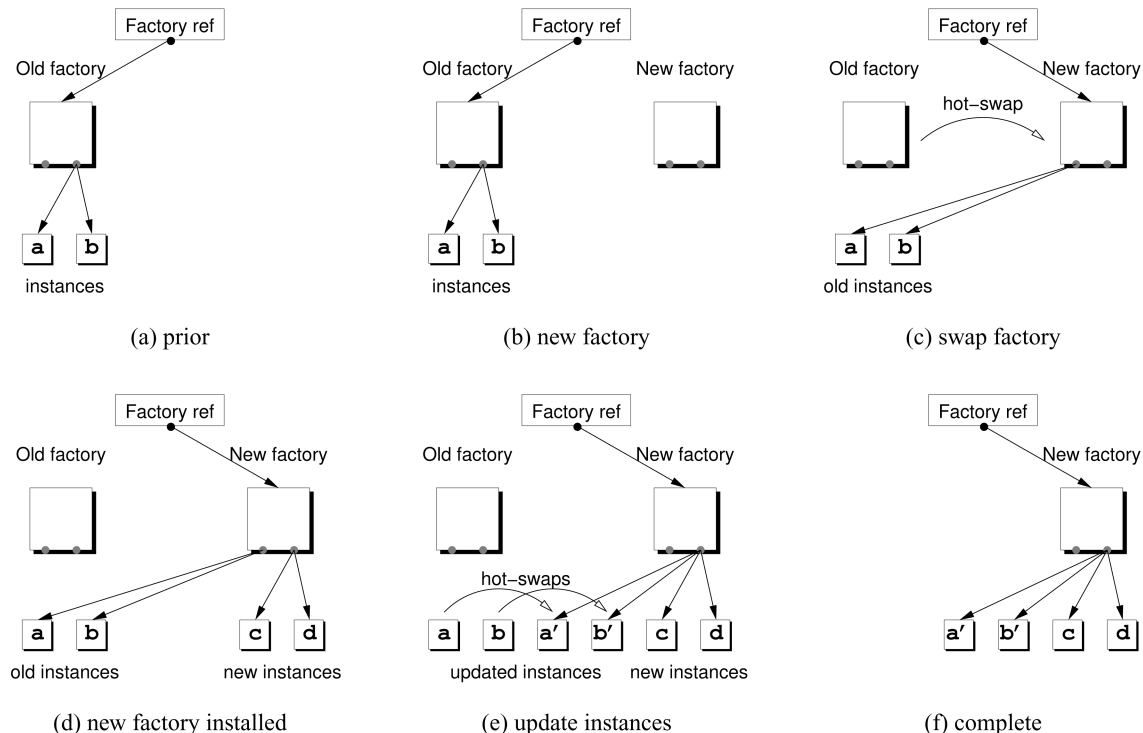 Factory ref
Old factory
a b
instances
(a) prior
Factory ref
Old factory New factory
a b
instances
(b) new factory
Factory ref
Old factory New factory
hot-swap
a b
old instances
(c) swap factory
Factory ref
Old factory New factory
a b c d
old instances new instances
(d) new factory installed
Factory ref
Old factory New factory
hot-swaps
a b a′ b′ c d
updated instances new instances
(e) update instances
Factory ref
New factory
a′ b′ c d
(f) complete